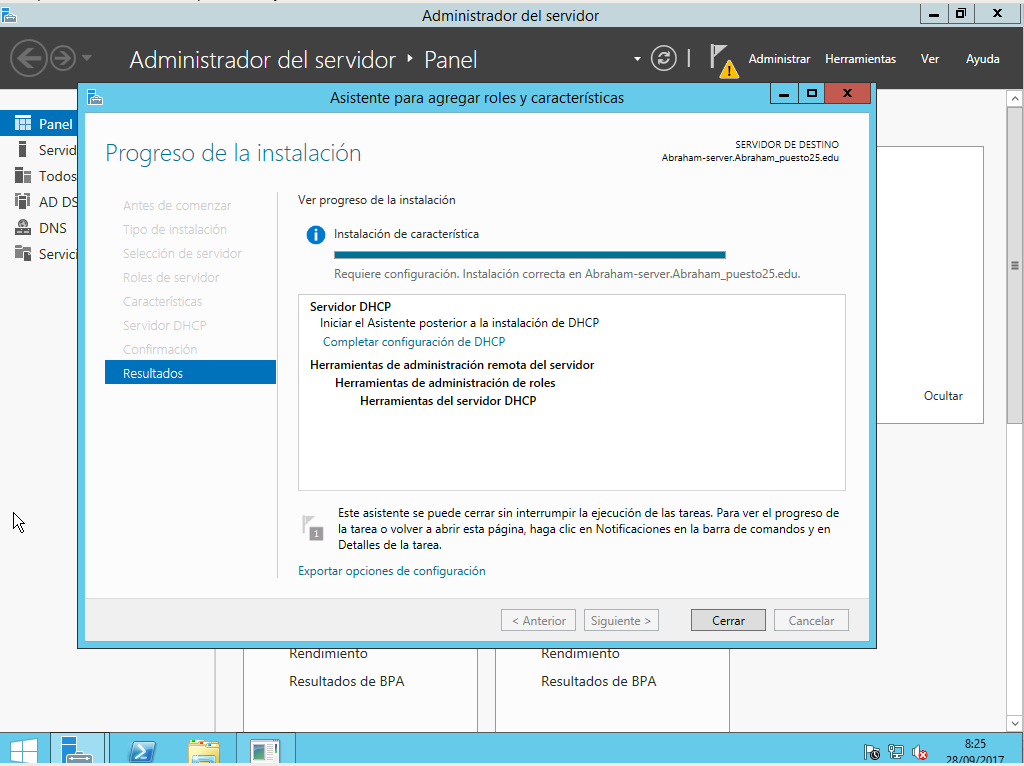 Administrador del servidor
Administrador del servidor
Panel
Administrar
Herramientas
Ver
Ayuda
Asistente para agregar roles y características
Panel
Servid
Todos
AD DS
DNS
Servici
Progreso de la instalación
SERVIDOR DE DESTINO
Abraham-server.Abraham_puesto25.edu
Antes de comenzar
Tipo de instalación
Selección de servidor
Roles de servidor
Características
Servidor DHCP
Confirmación
Resultados
Ver progreso de la instalación
Instalación de característica
Requiere configuración. Instalación correcta en Abraham-server.Abraham_puesto25.edu.
Servidor DHCP
Iniciar el Asistente posterior a la instalación de DHCP
Completar configuración de DHCP
Herramientas de administración remota del servidor
Herramientas de administración de roles
Herramientas del servidor DHCP
Ocultar
1
Este asistente se puede cerrar sin interrumpir la ejecución de las tareas. Para ver el progreso de
la tarea o volver a abrir esta página, haga clic en Notificaciones en la barra de comandos y en
Detalles de la tarea.
Exportar opciones de configuración
< Anterior
Siguiente >
Cerrar
Cancelar
Rendimiento
Resultados de BPA
Rendimiento
Resultados de BPA
8:25
28/09/2017